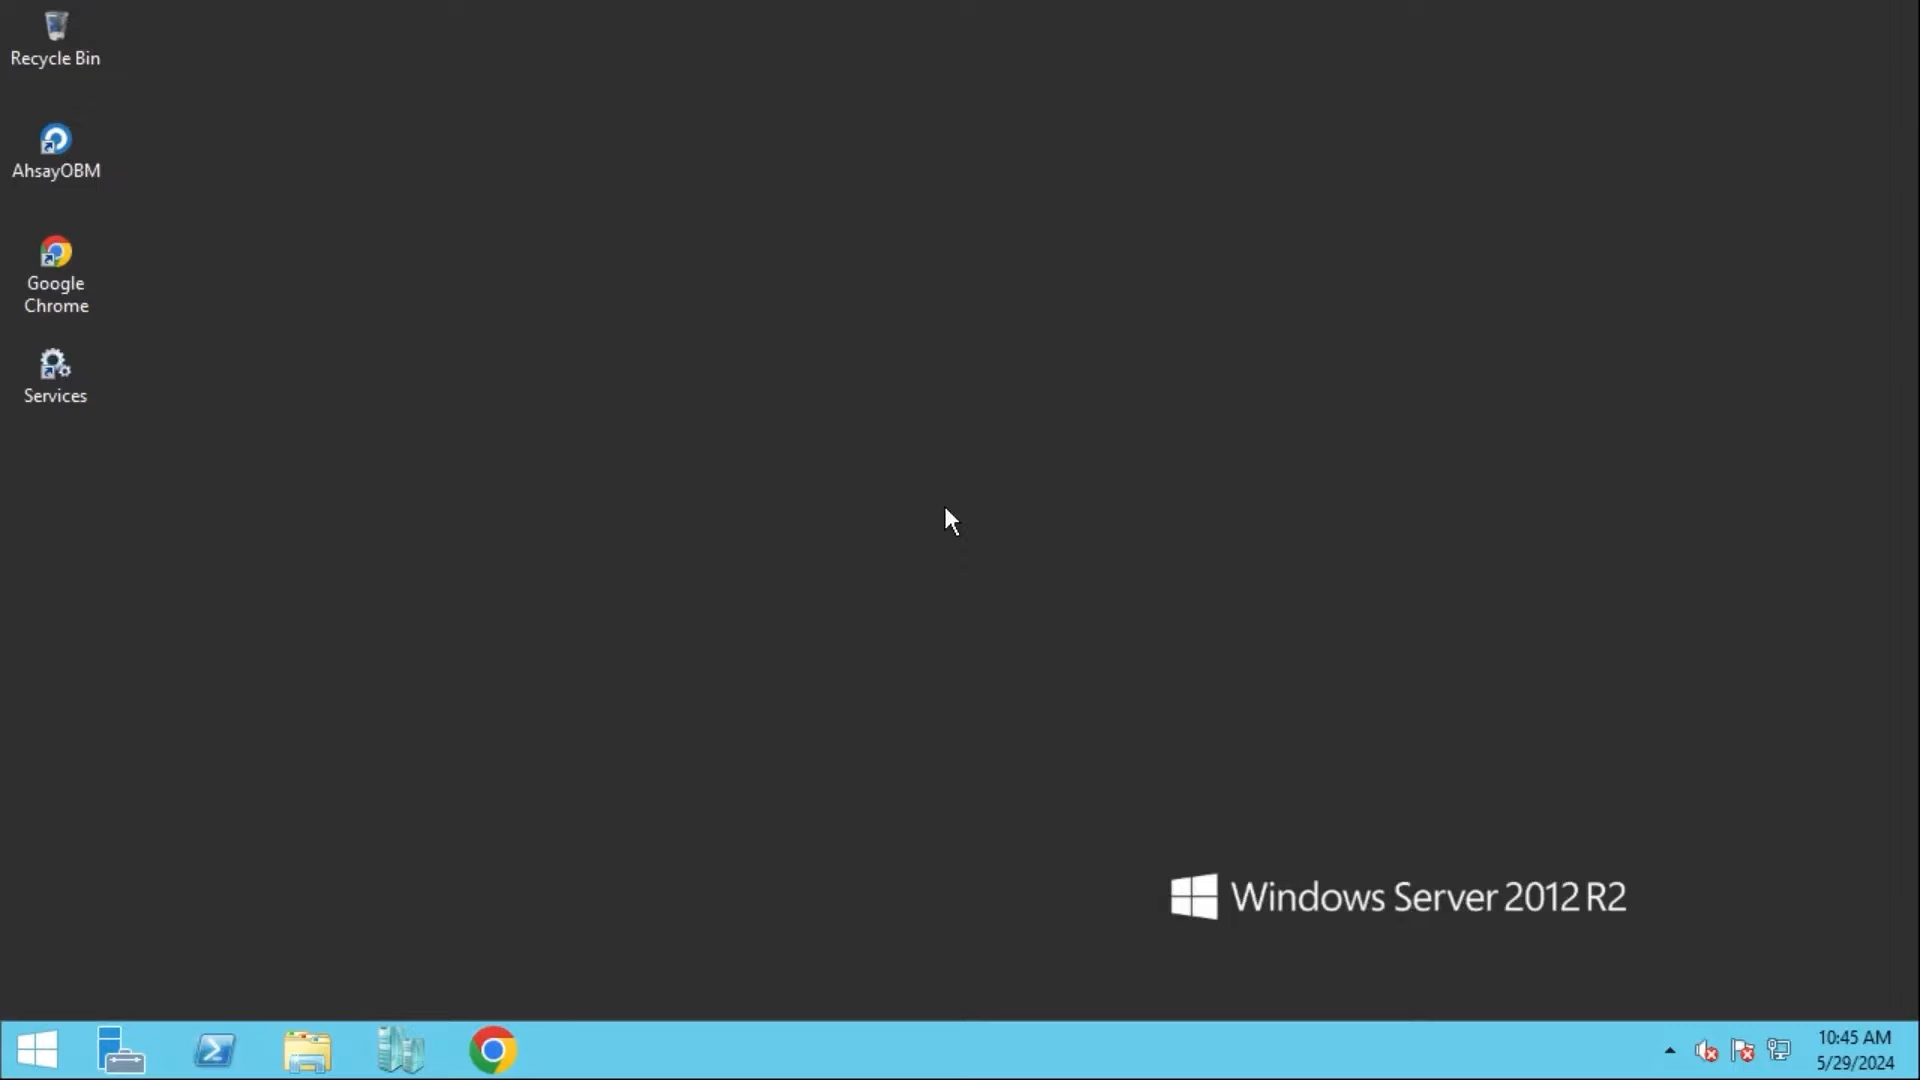 Recycle Bin
AhsayOBM
Google
Chrome
Services
Windows Server 2012 R2
10:45 AM
5/29/2024